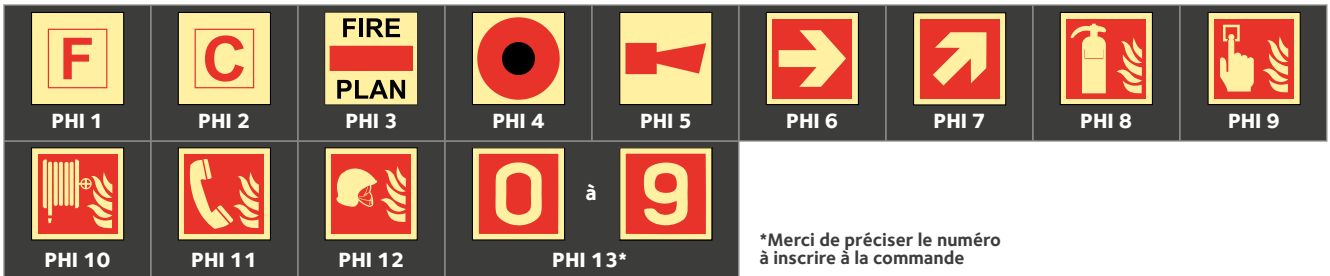 F
C
FIRE
PLAN
PHI 1
PHI 2
PHI 3
PHI 4
PHI 5
PHI 6
PHI 7
PHI 8
PHI 9
0
à
9
PHI 10
PHI 11
PHI 12
PHI 13*
*Merci de préciser le numéro
à inscrire à la commande